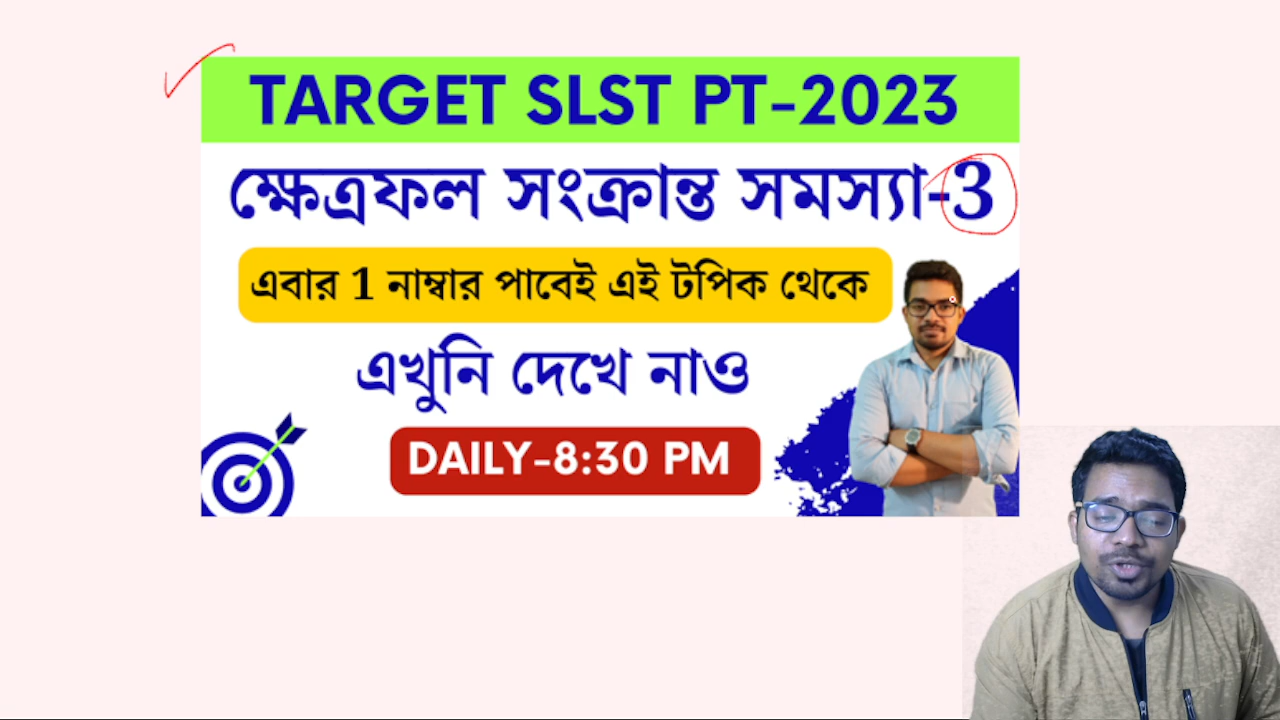 TARGET SLST PT-2023
ক্ষেত্রফল সংক্রান্ত সমস্যা-3
এবার 1 নাম্বার পাবেই এই টপিক থেকে
এখুনি দেখে নাও
DAILY-8:30 PM